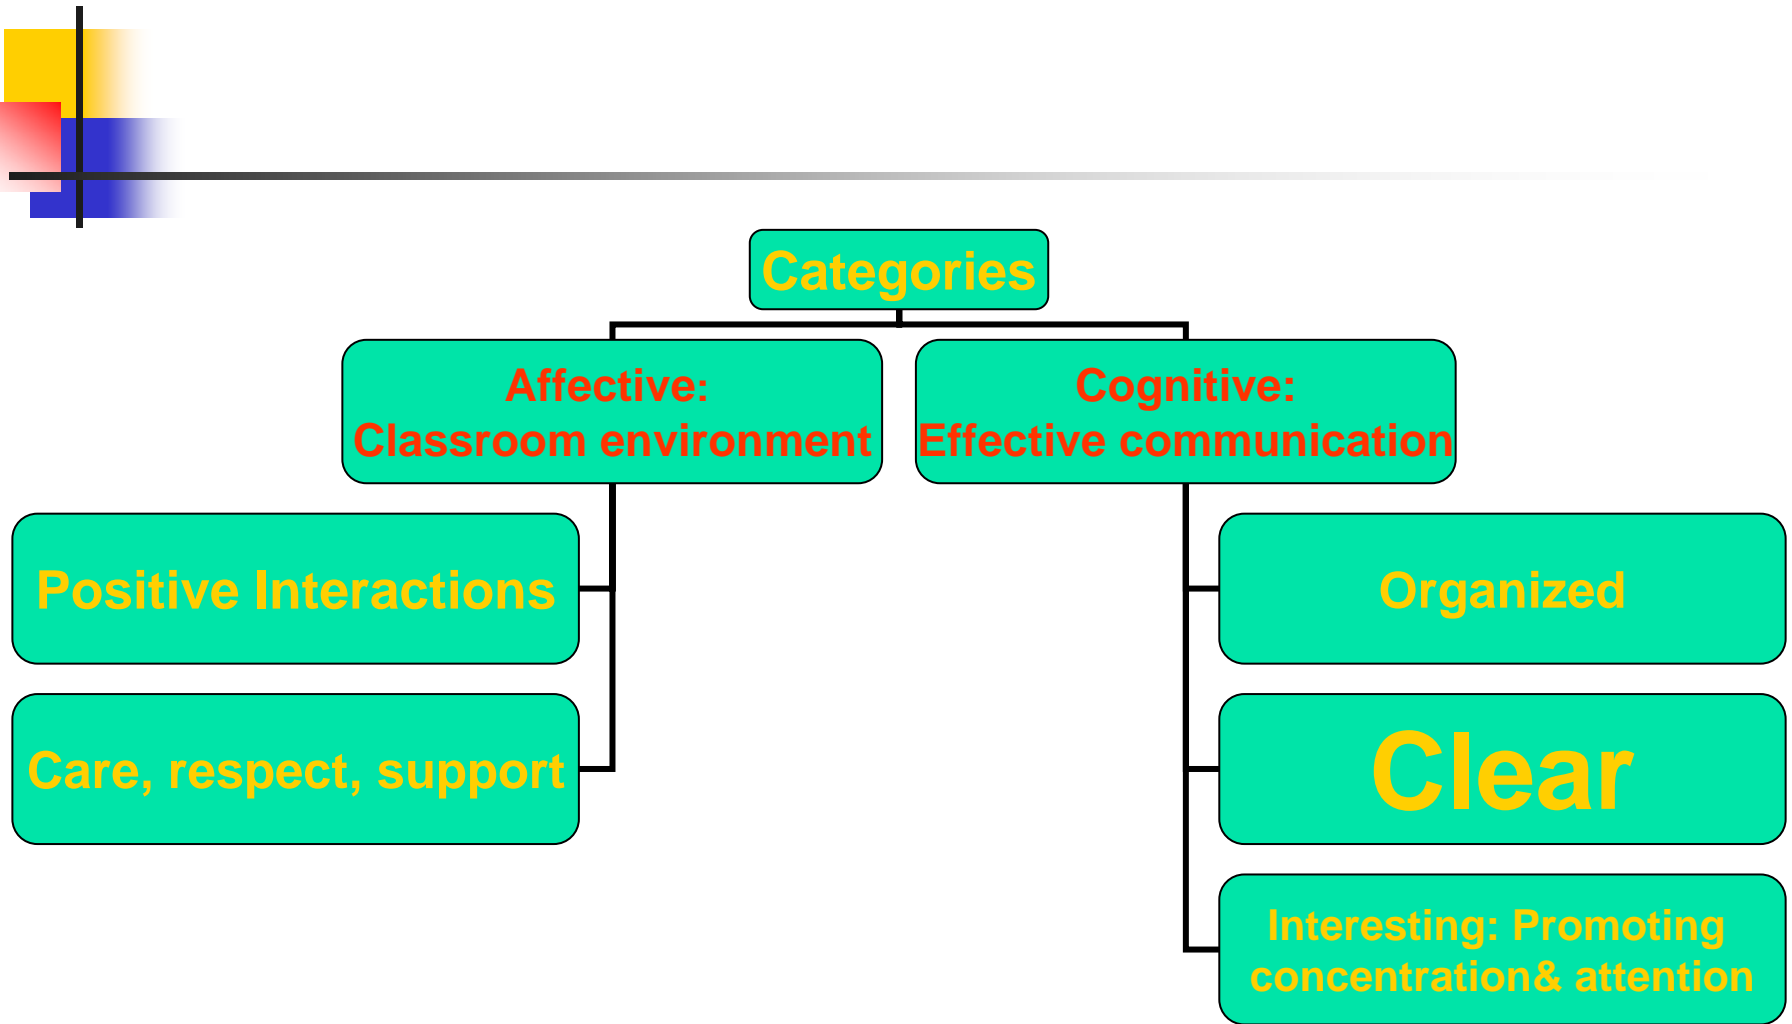 Categories
Affective:
Classroom environment
Cognitive:
Effective communication
Positive Interactions
Care, respect, support
Organized
Clear
Interesting: Promoting
concentration& attention